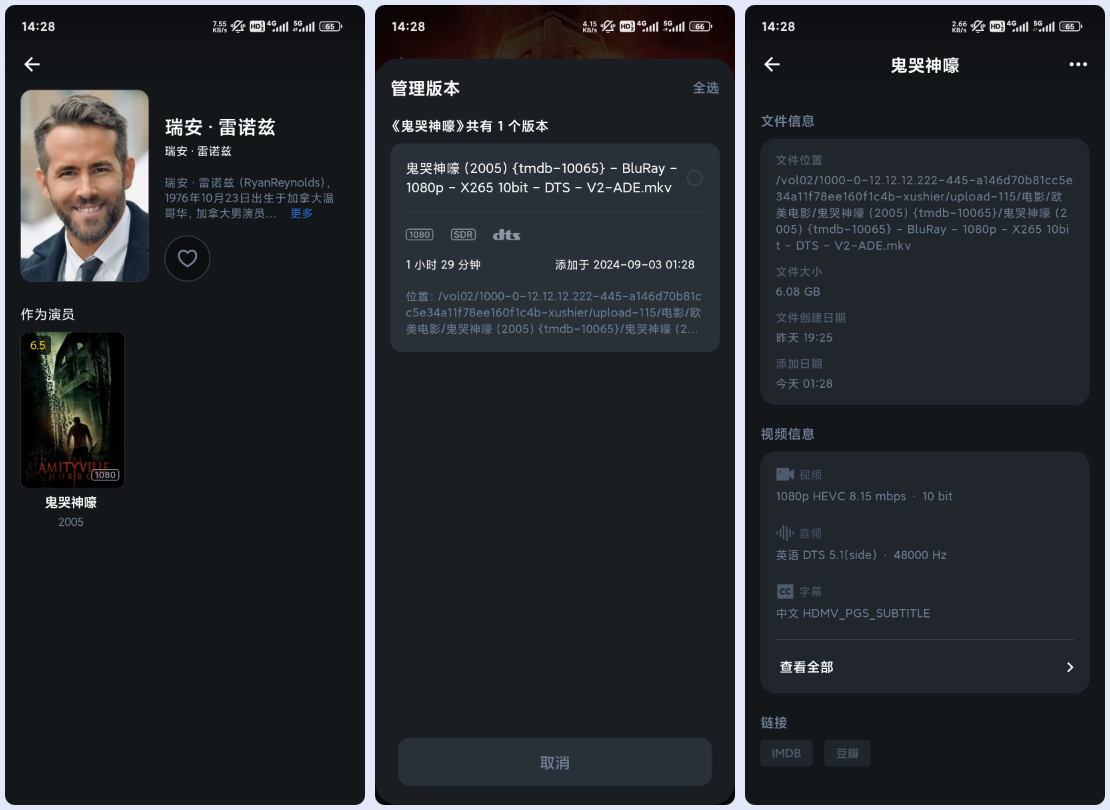 14:28
7.55 KB/s HD 4G 5G 65
瑞安 · 雷诺兹
瑞安 · 雷诺兹
瑞安 · 雷诺兹 (RyanReynolds),
1976年10月23日出生于加拿大温
哥华, 加拿大男演员... 更多
作为演员
6.5
AMITYVILLE
HORROR
1080
鬼哭神嚎
2005
14:28
4.15 KB/s HD 4G 5G 66
管理版本
全选
《鬼哭神嚎》共有 1 个版本
鬼哭神嚎 (2005) {tmdb-10065} - BluRay -
1080p - X265 10bit - DTS - V2-ADE.mkv
1080 SDR dts
1 小时 29 分钟 添加于 2024-09-03 01:28
位置: /vol02/1000-0-12.12.12.222-445-a146d70b81c
c5e34a11f78ee160f1c4b-xushier/upload-115/电影/欧
美电影/鬼哭神嚎 (2005) {tmdb-10065}/鬼哭神嚎 (2...
取消
14:28
2.66 KB/s HD 4G 5G 65
鬼哭神嚎
文件信息
文件位置
/vol02/1000-0-12.12.12.222-445-a146d70b81cc5e
34a11f78ee160f1c4b-xushier/upload-115/电影/欧
美电影/鬼哭神嚎 (2005) {tmdb-10065}/鬼哭神嚎 (2
005) {tmdb-10065} - BluRay - 1080p - X265 10bi
t - DTS - V2-ADE.mkv
文件大小
6.08 GB
文件创建日期
昨天 19:25
添加日期
今天 01:28
视频信息
视频
1080p HEVC 8.15 mbps · 10 bit
音频
英语 DTS 5.1(side) · 48000 Hz
CC 字幕
中文 HDMV_PGS_SUBTITLE
查看全部
链接
IMDB 豆瓣